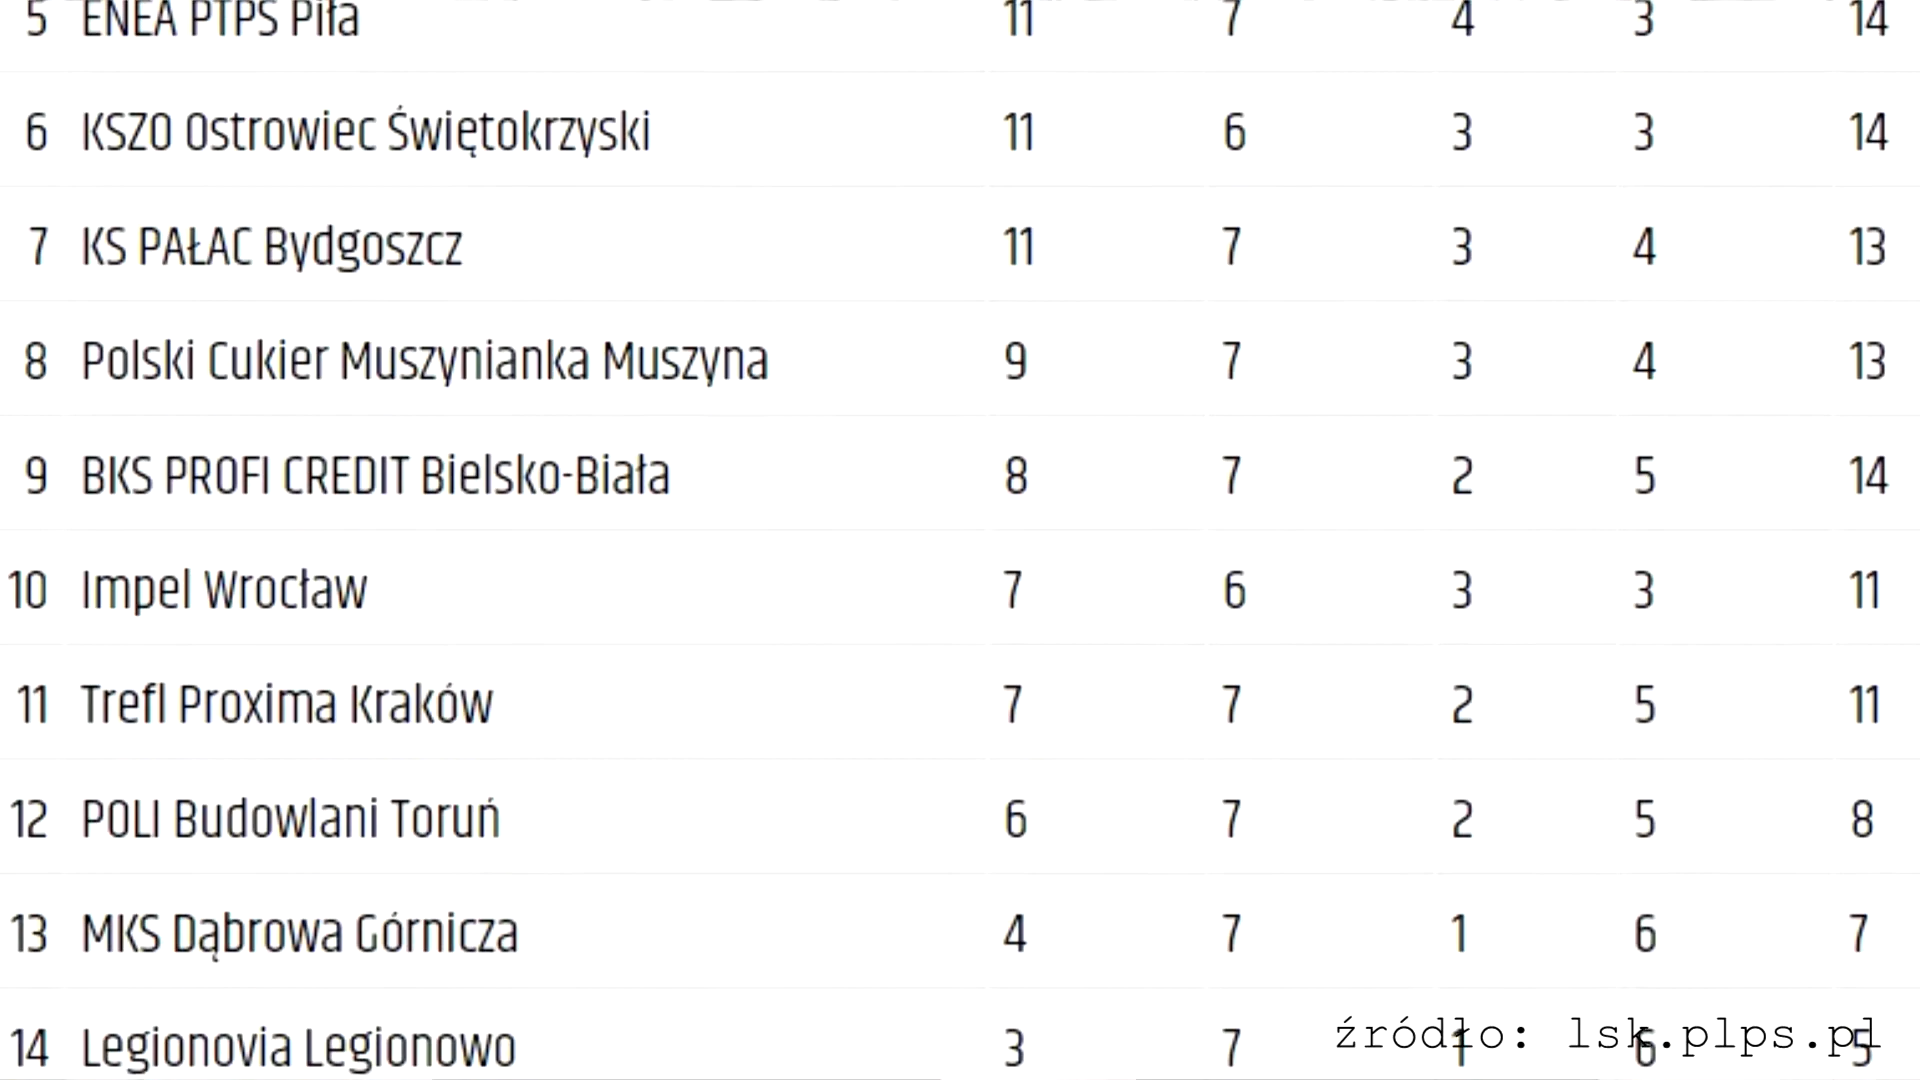 5 ENEA PTPS Piła 11 7 4 3 14
6 KSZO Ostrowiec Świętokrzyski 11 6 3 3 14
7 KS PAŁAC Bydgoszcz 11 7 3 4 13
8 Polski Cukier Muszynianka Muszyna 9 7 3 4 13
9 BKS PROFI CREDIT Bielsko-Biała 8 7 2 5 14
10 Impel Wrocław 7 6 3 3 11
11 Trefl Proxima Kraków 7 7 2 5 11
12 POLI Budowlani Toruń 6 7 2 5 8
13 MKS Dąbrowa Górnicza 4 7 1 6 7
14 Legionovia Legionowo 3 7 1 6 5
źródło: lsk.plps.pl